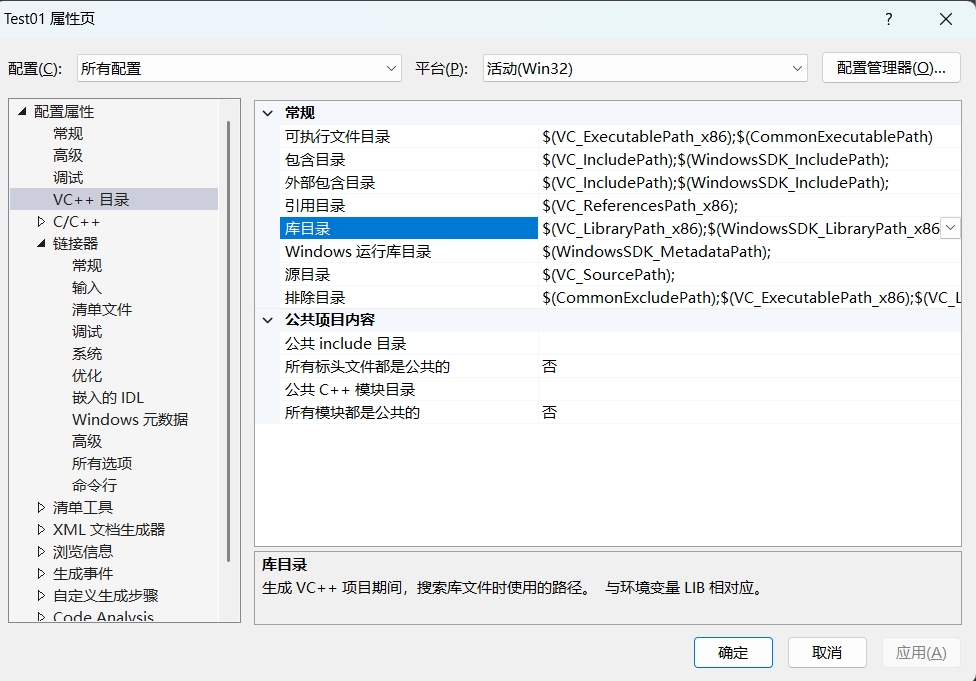 Test01 属性页
?
配置(C):
所有配置
平台(P):
活动(Win32)
配置管理器(O)...
配置属性
常规
高级
调试
VC++ 目录
C/C++
链接器
常规
输入
清单文件
调试
系统
优化
嵌入的 IDL
Windows 元数据
高级
所有选项
命令行
清单工具
XML 文档生成器
浏览信息
生成事件
自定义生成步骤
Code Analysis
常规
可执行文件目录 $(VC_ExecutablePath_x86);$(CommonExecutablePath)
包含目录 $(VC_IncludePath);$(WindowsSDK_IncludePath);
外部包含目录 $(VC_IncludePath);$(WindowsSDK_IncludePath);
引用目录 $(VC_ReferencesPath_x86);
库目录 $(VC_LibraryPath_x86);$(WindowsSDK_LibraryPath_x86
Windows 运行库目录 $(WindowsSDK_MetadataPath);
源目录 $(VC_SourcePath);
排除目录 $(CommonExcludePath);$(VC_ExecutablePath_x86);$(VC_L
公共项目内容
公共 include 目录
所有标头文件都是公共的 否
公共 C++ 模块目录
所有模块都是公共的 否
库目录
生成 VC++ 项目期间，搜索库文件时使用的路径。 与环境变量 LIB 相对应。
确定
取消
应用(A)